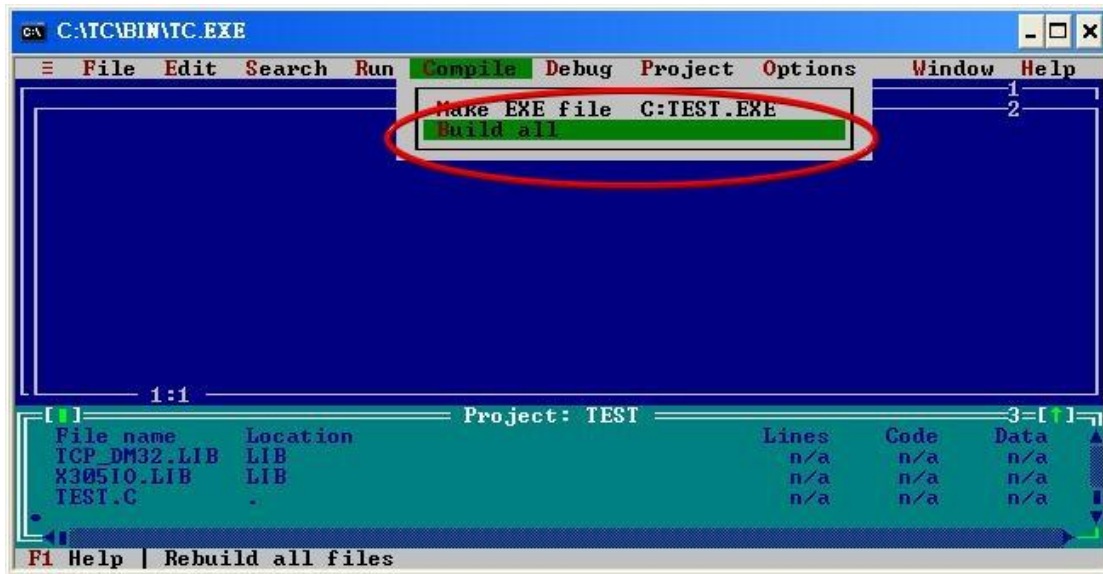 C:\TC\BIN\TC.EXE
≡ File Edit Search Run Compile Debug Project Options Window Help
1
Make EXE file C:TEST.EXE
2
Build all
1:1
Project: TEST 3=[↑]
File name Location Lines Code Data
TCP_DM32.LIB LIB n/a n/a n/a
X305IO.LIB LIB n/a n/a n/a
TEST.C . n/a n/a n/a
F1 Help | Rebuild all files